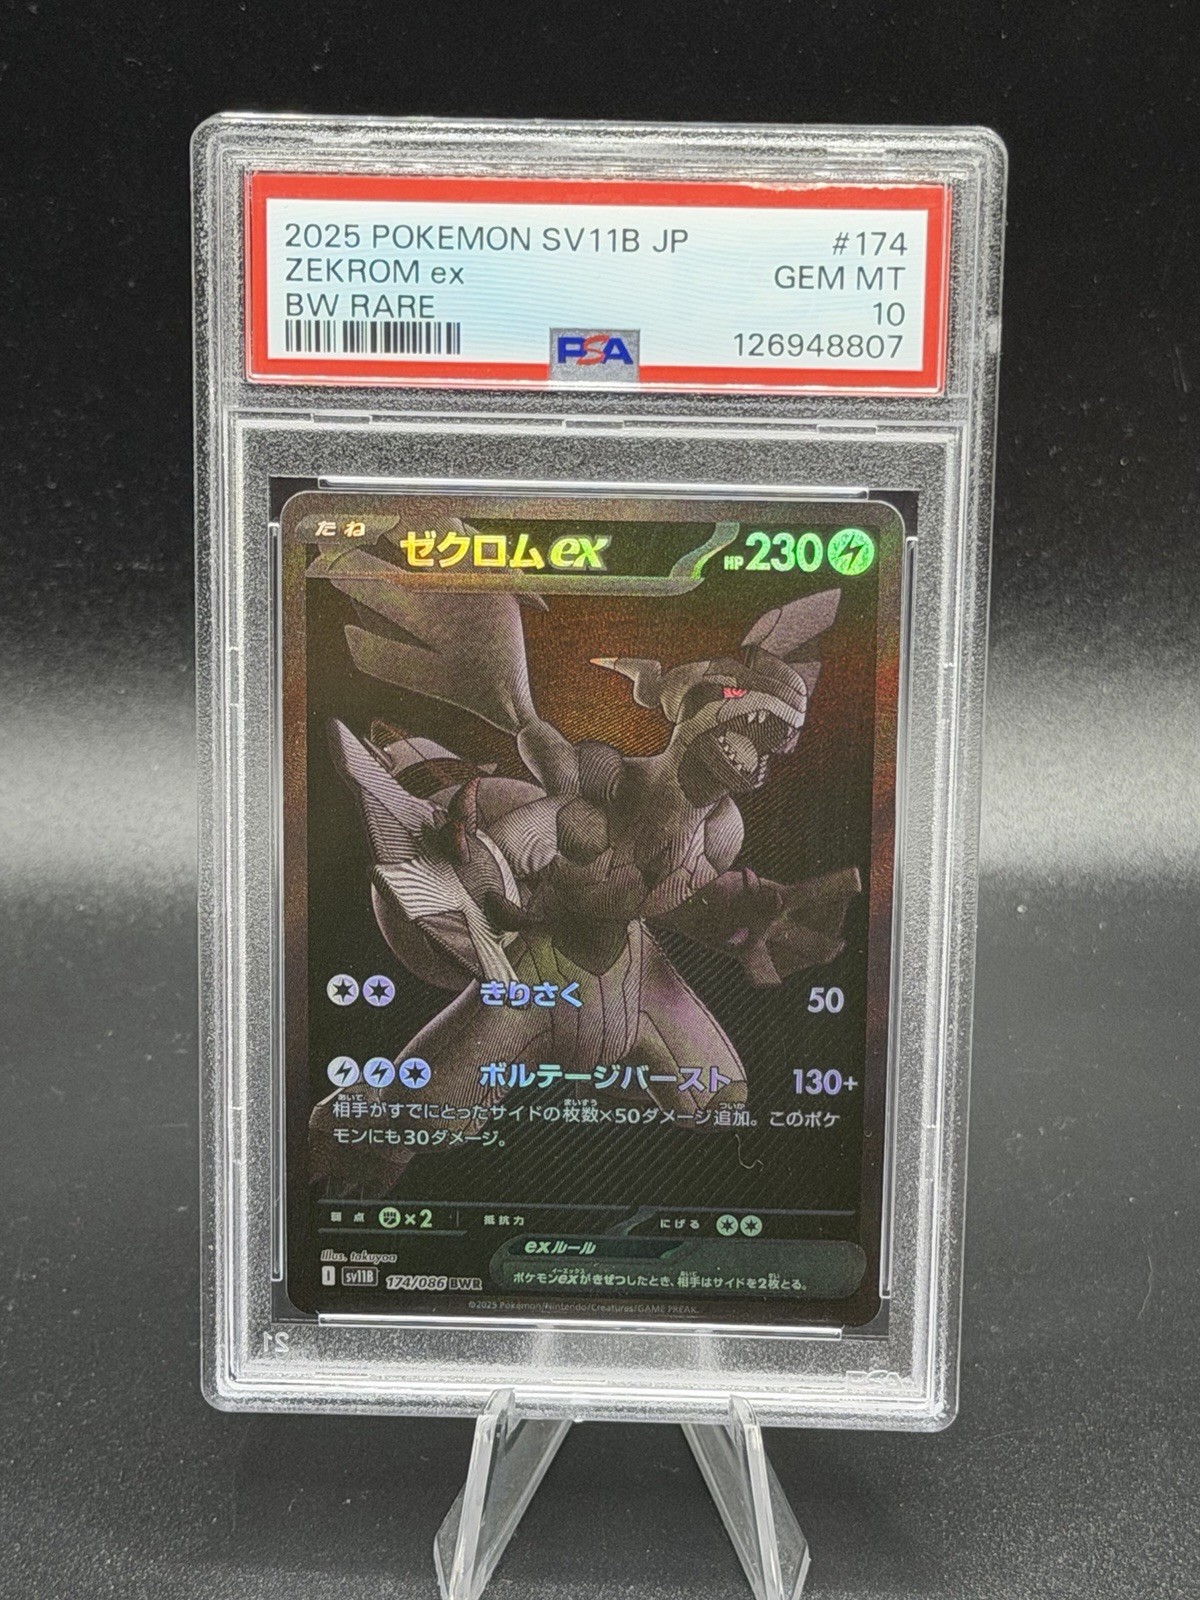 2025 POKEMON SV11B JP #174
ZEKROM ex GEM MT
BW RARE 10
PSA 126948807
たね ゼクロムex HP230
きりさく 50
ボルテージバースト 130+
相手がすでにとったサイドの枚数×50ダメージ追加。このポケ
モンにも30ダメージ。
弱点 ×2 抵抗力 にげる
Illus. takuyoa exルール
I sv11B 174/086 BWR ポケモンexがきぜつしたとき、相手はサイドを2枚とる。
©2025 Pokémon/Nintendo/Creatures/GAME FREAK.